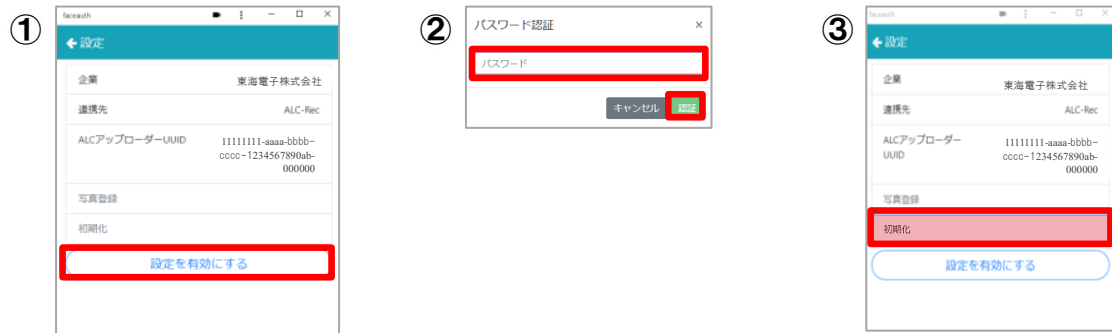 ①
faceauth
設定
企業 東海電子株式会社
連携先 ALC-Rec
ALCアップローダーUUID 11111111-aaaa-bbbb-
cccc-1234567890ab-
000000
写真登録
初期化
設定を有効にする
②
パスワード認証
パスワード
キャンセル 認証
③
faceauth
設定
企業 東海電子株式会社
連携先 ALC-Rec
ALCアップローダー 11111111-aaaa-bbbb-
UUID cccc-1234567890ab-
000000
写真登録
初期化
設定を有効にする